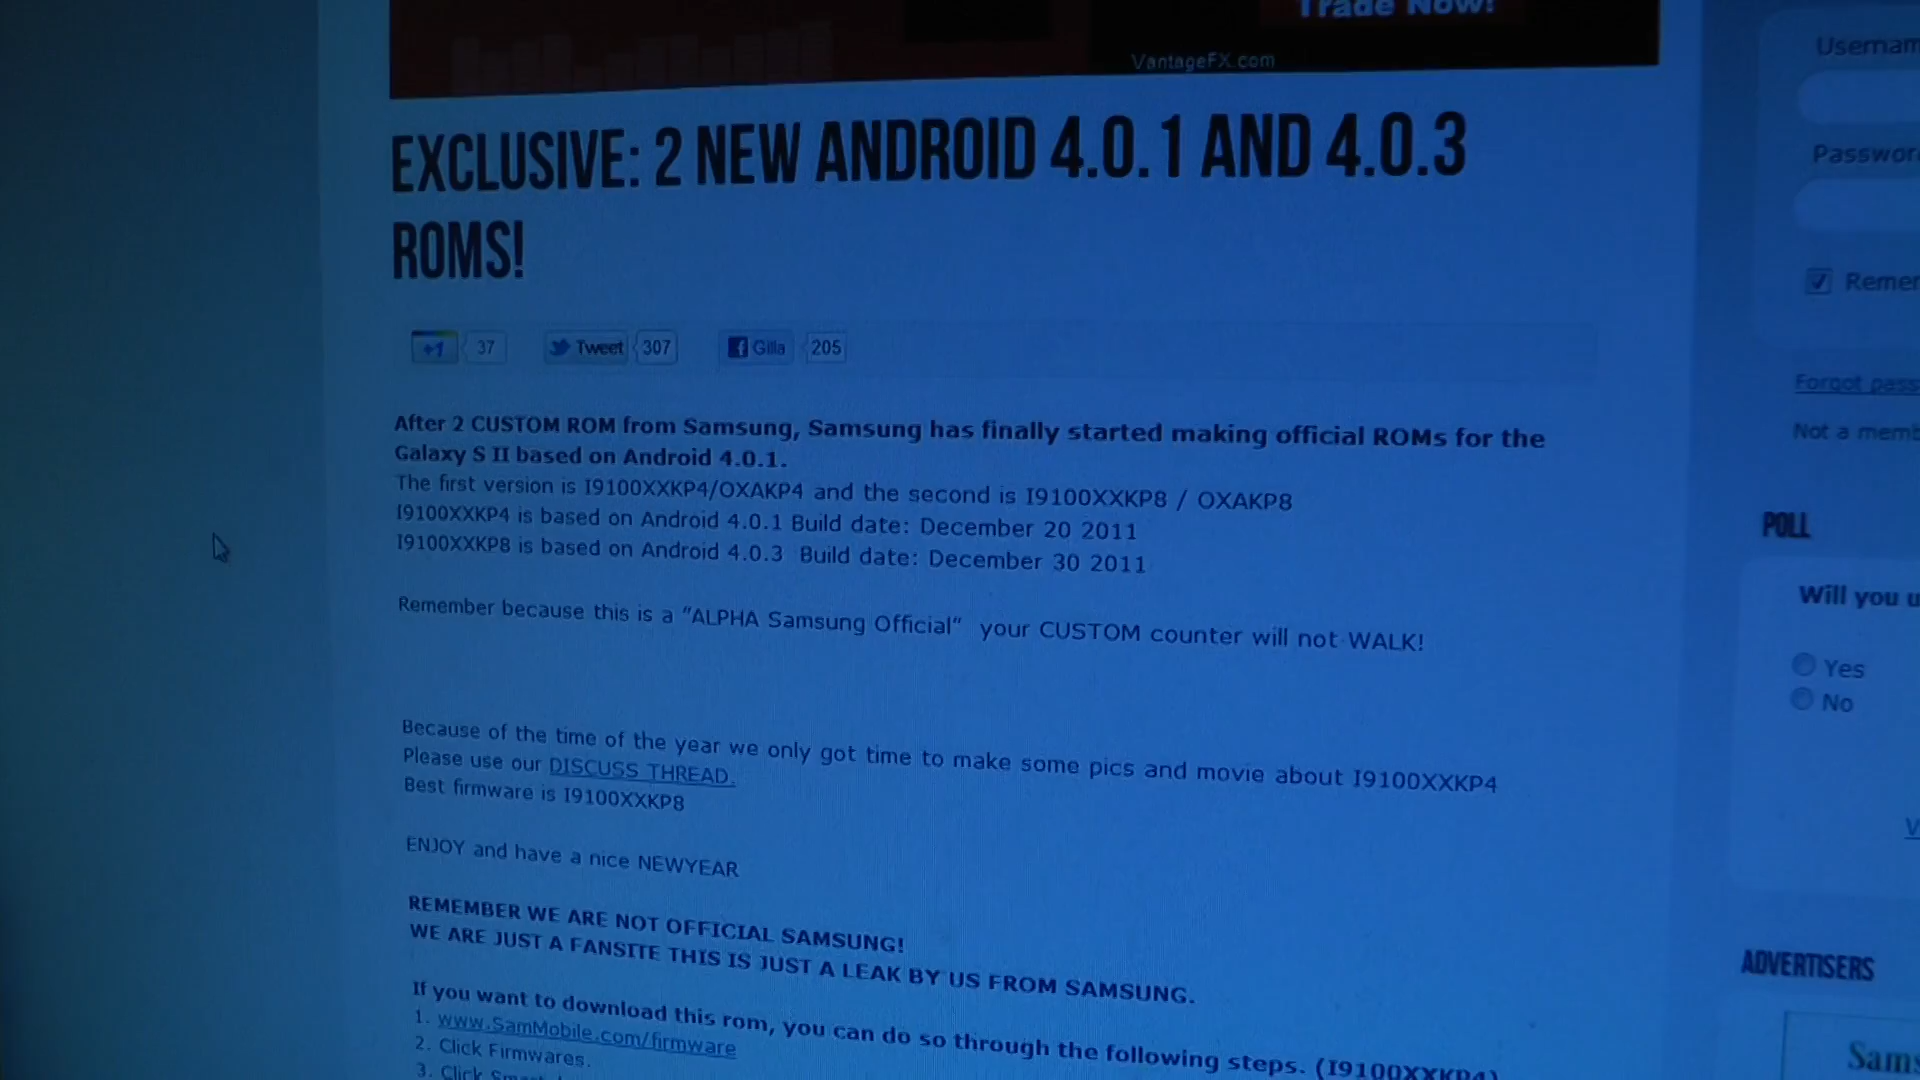 Trade Now!
VantageFX.com
EXCLUSIVE: 2 NEW ANDROID 4.0.1 AND 4.0.3
ROMS!
+1 37 Tweet 307 Gilla 205
After 2 CUSTOM ROM from Samsung, Samsung has finally started making official ROMs for the
Galaxy S II based on Android 4.0.1.
The first version is I9100XXKP4/OXAKP4 and the second is I9100XXKP8 / OXAKP8
I9100XXKP4 is based on Android 4.0.1 Build date: December 20 2011
I9100XXKP8 is based on Android 4.0.3 Build date: December 30 2011
Remember because this is a "ALPHA Samsung Official" your CUSTOM counter will not WALK!
Because of the time of the year we only got time to make some pics and movie about I9100XXKP4
Please use our DISCUSS THREAD.
Best firmware is I9100XXKP8
ENJOY and have a nice NEWYEAR
REMEMBER WE ARE NOT OFFICIAL SAMSUNG!
WE ARE JUST A FANSITE THIS IS JUST A LEAK BY US FROM SAMSUNG.
If you want to download this rom, you can do so through the following steps. (I9100XXKP4)
1. www.SamMobile.com/firmware
2. Click Firmwares.
3. Click
Usernam
Passwor
Remem
Forgot pass
Not a memb
POLL
Will you u
Yes
No
V
ADVERTISERS
Sams